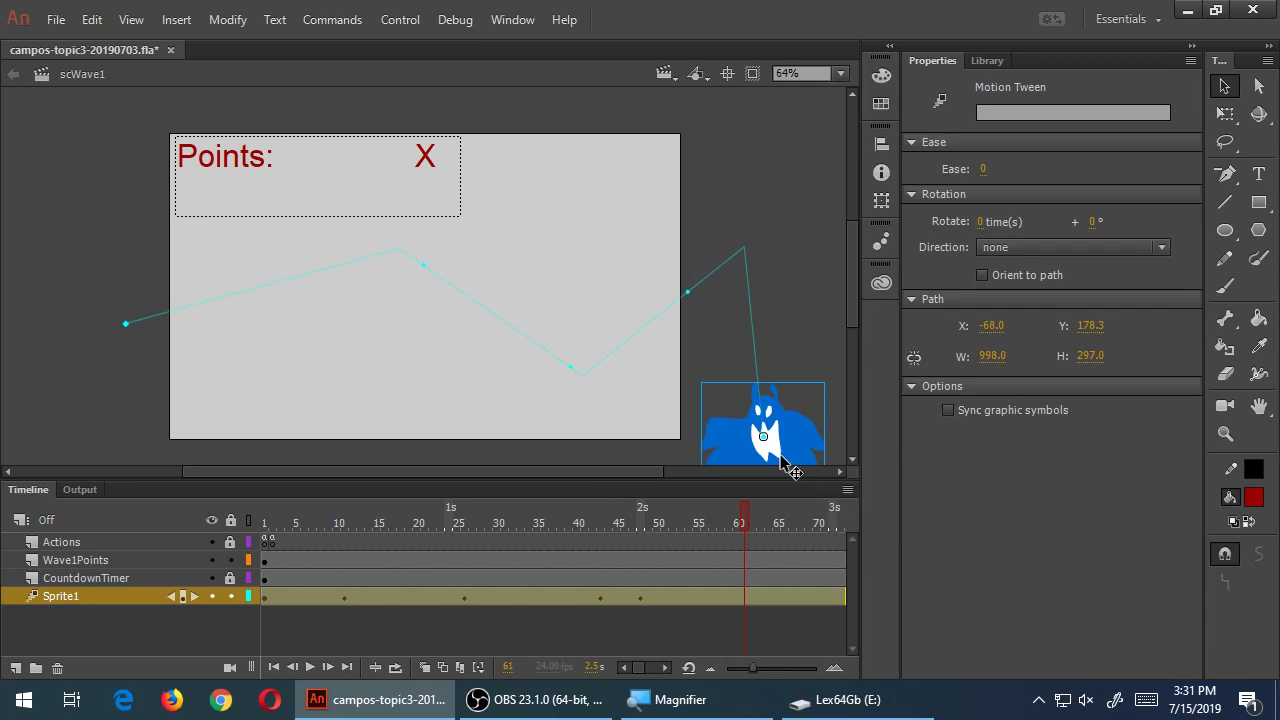 An File Edit View Insert Modify Text Commands Control Debug Window Help Essentials
campos-topic3-20190703.fla* ×
scWave1 64%
Points: X
Properties Library T...
Motion Tween
Ease
Ease: 0
Rotation
Rotate: 0 time(s) + 0 °
Direction: none
Orient to path
Path
X: -68.0 Y: 178.3
W: 998.0 H: 297.0
Options
Sync graphic symbols
Timeline Output
1s 2s 3s
Off 1 5 10 15 20 25 30 35 40 45 50 55 60 65 70
Actions
Wave1Points
CountdownTimer
Sprite1
61 24.00 fps 2.5 s
An campos-topic3-201... OBS 23.1.0 (64-bit, ... Magnifier Lex64Gb (E:)
3:31 PM
7/15/2019
1